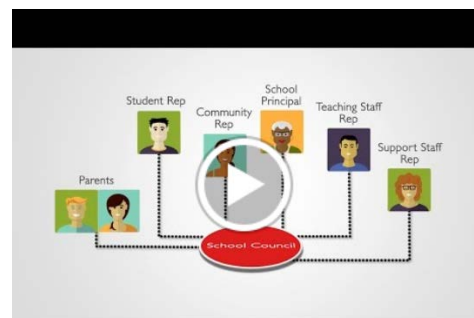 School
Principal
Student Rep
Community
Rep
Teaching Staff
Rep
Support Staff
Rep
Parents
School Council